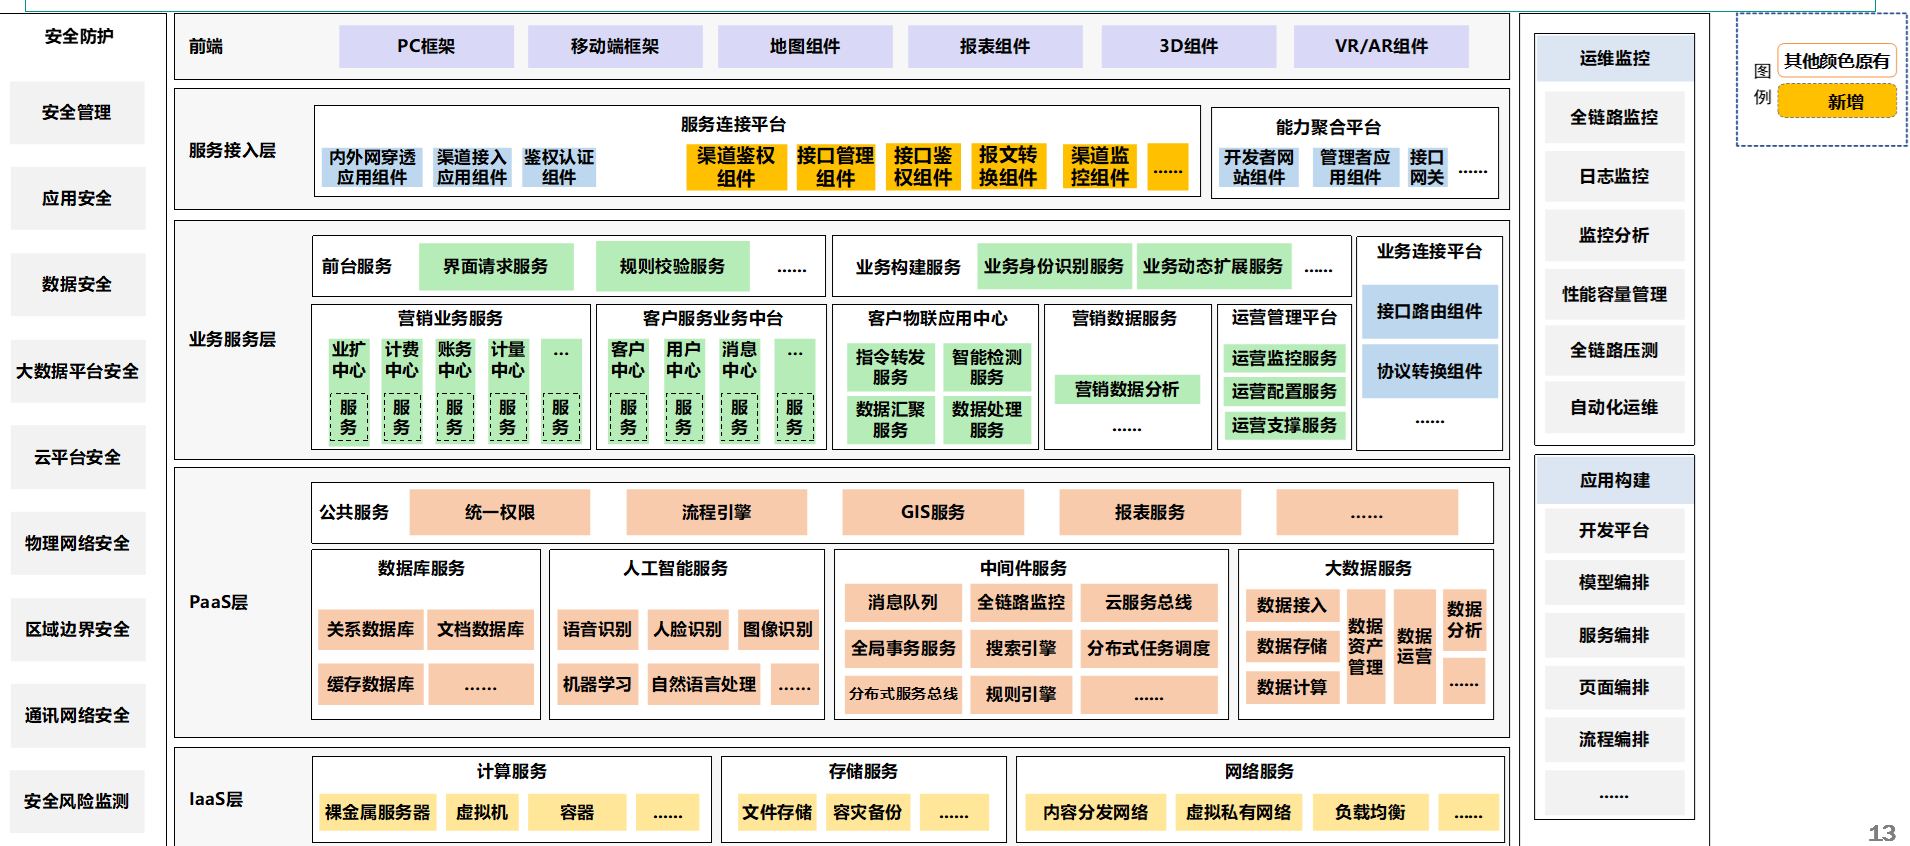 安全防护
安全管理
应用安全
数据安全
大数据平台安全
云平台安全
物理网络安全
区域边界安全
通讯网络安全
安全风险监测
前端
PC框架
移动端框架
地图组件
报表组件
3D组件
VR/AR组件
服务接入层
服务连接平台
内外网穿透
应用组件
渠道接入
应用组件
鉴权认证
组件
渠道鉴权
组件
接口管理
组件
接口鉴
权组件
报文转
换组件
渠道监
控组件
......
能力聚合平台
开发者网
站组件
管理者应
用组件
接口
网关
......
业务服务层
前台服务
界面请求服务
规则校验服务
......
业务构建服务
业务身份识别服务
业务动态扩展服务
......
业务连接平台
接口路由组件
协议转换组件
......
营销业务服务
业扩
中心
服
务
计费
中心
服
务
账务
中心
服
务
计量
中心
服
务
...
服
务
客户服务业务中台
客户
中心
服
务
用户
中心
服
务
消息
中心
服
务
...
服
务
客户物联应用中心
指令转发
服务
智能检测
服务
数据汇聚
服务
数据处理
服务
营销数据服务
营销数据分析
......
运营管理平台
运营监控服务
运营配置服务
运营支撑服务
PaaS层
公共服务
统一权限
流程引擎
GIS服务
报表服务
......
数据库服务
关系数据库
文档数据库
缓存数据库
......
人工智能服务
语音识别
人脸识别
图像识别
机器学习
自然语言处理
......
中间件服务
消息队列
全链路监控
云服务总线
全局事务服务
搜索引擎
分布式任务调度
分布式服务总线
规则引擎
......
大数据服务
数据接入
数据存储
数据计算
数据
资产
管理
数据
运营
数据
分析
......
IaaS层
计算服务
裸金属服务器
虚拟机
容器
......
存储服务
文件存储
容灾备份
......
网络服务
内容分发网络
虚拟私有网络
负载均衡
......
运维监控
全链路监控
日志监控
监控分析
性能容量管理
全链路压测
自动化运维
应用构建
开发平台
模型编排
服务编排
页面编排
流程编排
......
图
例
其他颜色原有
新增
13